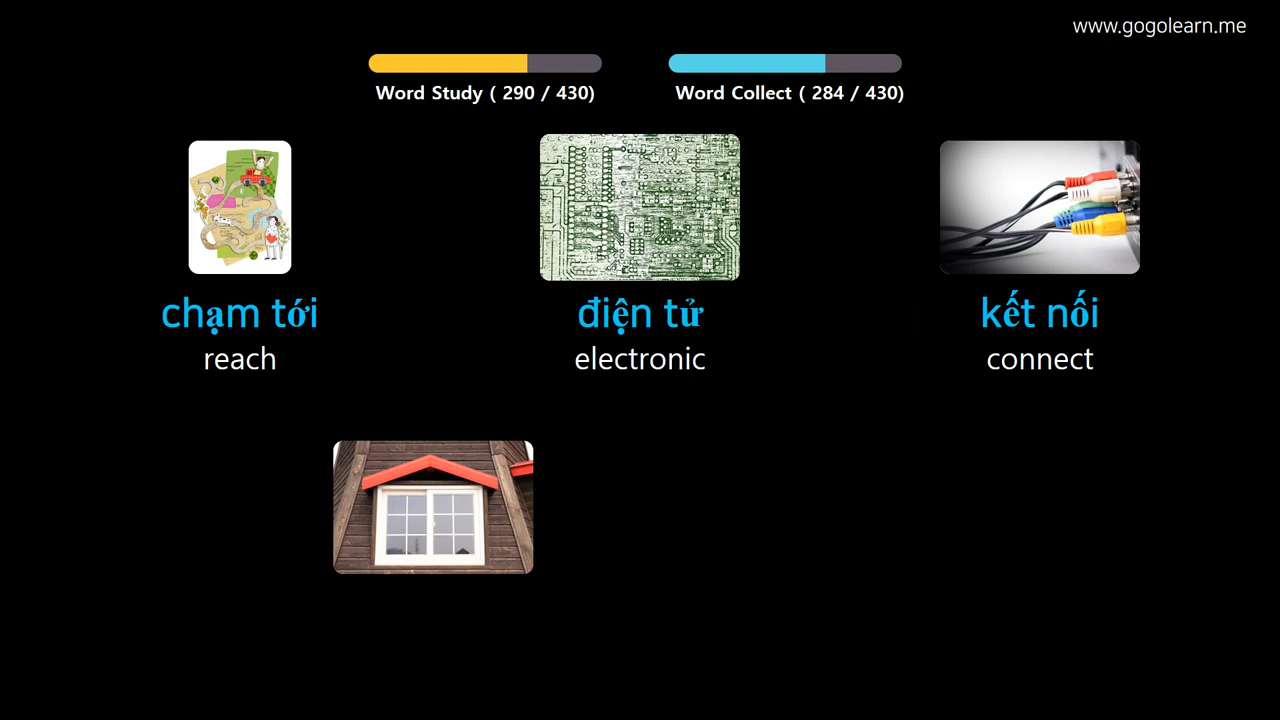 www.gogolearn.me
Word Study ( 290 / 430)
Word Collect ( 284 / 430)
chạm tới
reach
điện tử
electronic
kết nối
connect